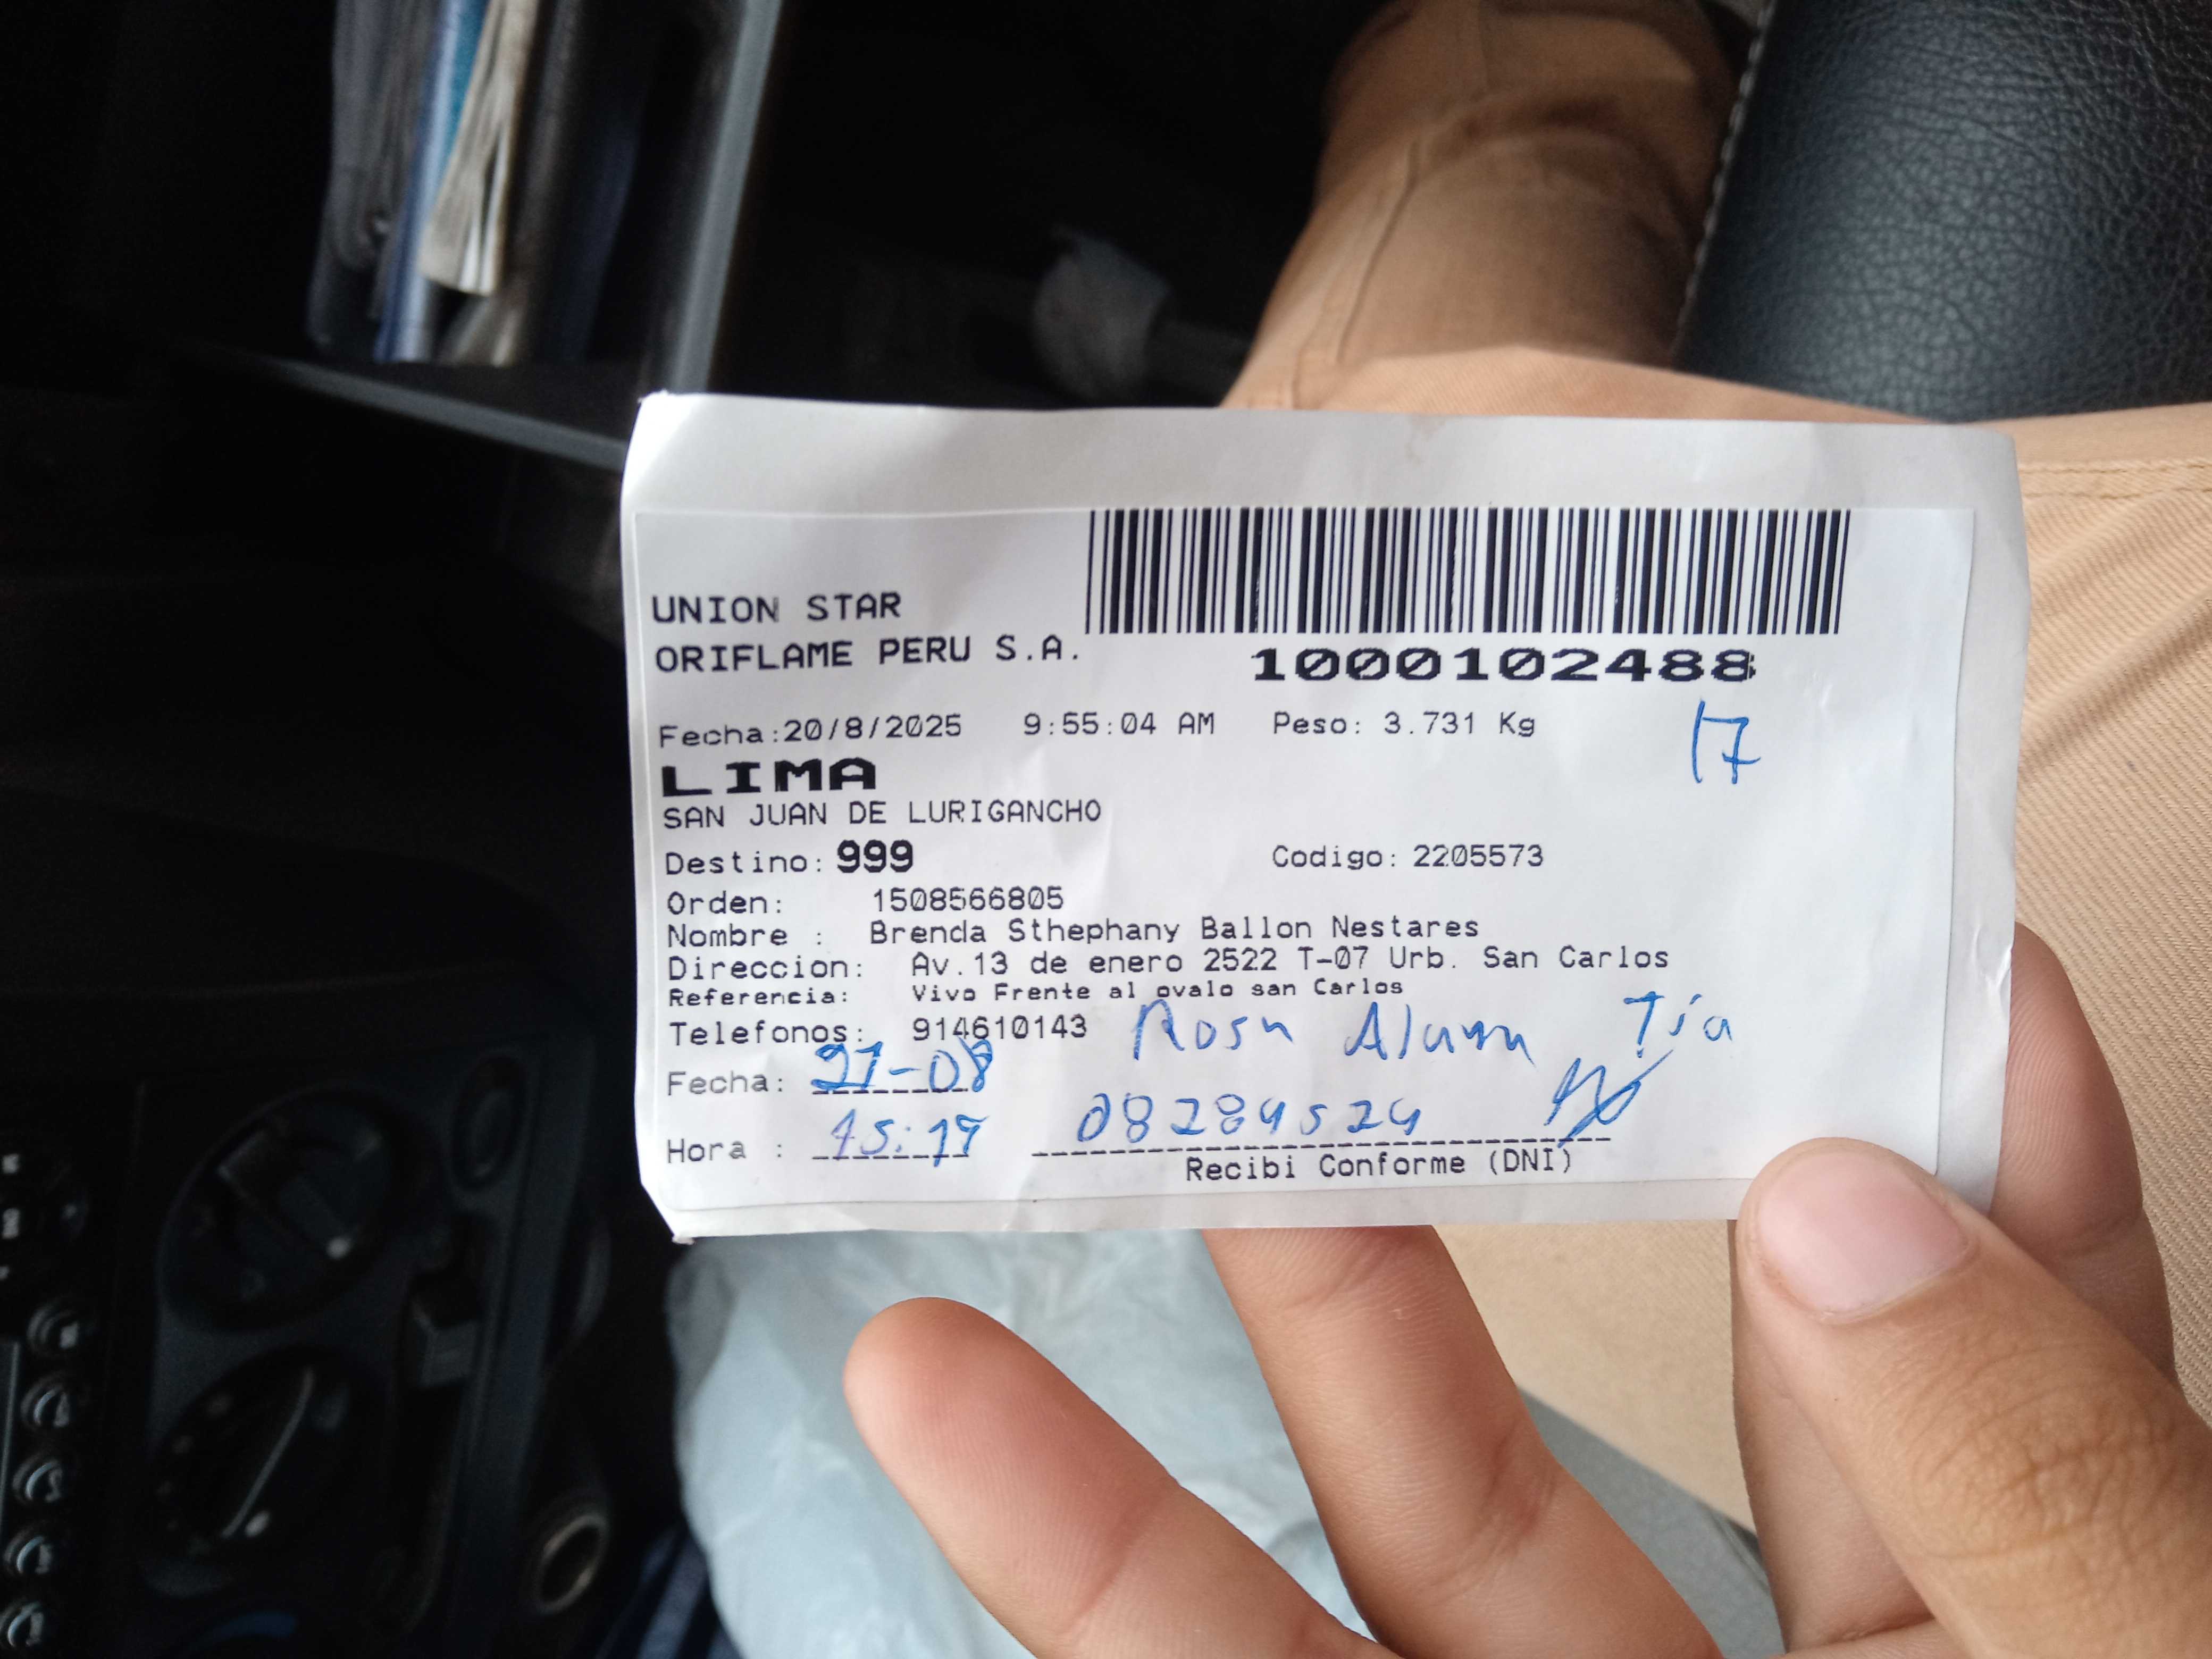 UNION STAR
ORIFLAME PERU S.A.
1000102488
Fecha:20/8/2025 9:55:04 AM Peso: 3.731 Kg
17
LIMA
SAN JUAN DE LURIGANCHO
Destino: 999 Codigo: 2205573
Orden: 1508566805
Nombre : Brenda Sthephany Ballon Nestares
Direccion: Av.13 de enero 2522 T-07 Urb. San Carlos
Referencia: Vivo Frente al ovalo san Carlos
Telefonos: 914610143 Rosa Tía
Fecha: 21-08
Hora : 15:19 08284524
Recibi Conforme (DNI)